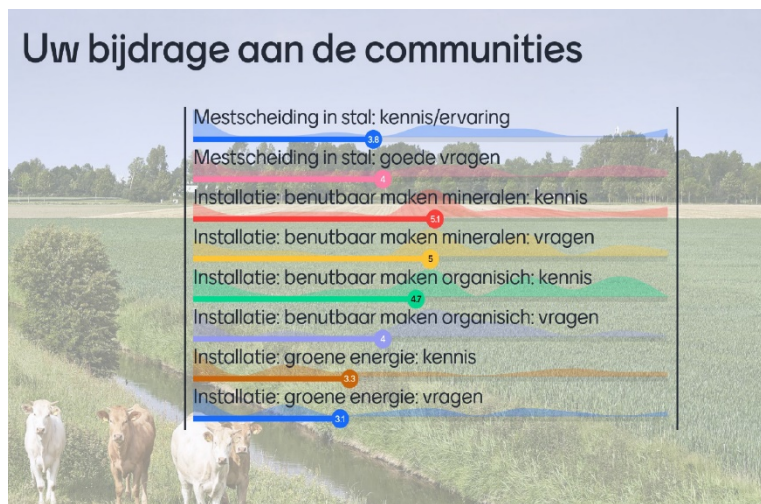 Uw bijdrage aan de communities
Mestscheiding in stal: kennis/ervaring
3.8
Mestscheiding in stal: goede vragen
4
Installatie: benutbaar maken mineralen: kennis
5.1
Installatie: benutbaar maken mineralen: vragen
5
Installatie: benutbaar maken organisich: kennis
4.7
Installatie: benutbaar maken organisich: vragen
4
Installatie: groene energie: kennis
3.3
Installatie: groene energie: vragen
3.1